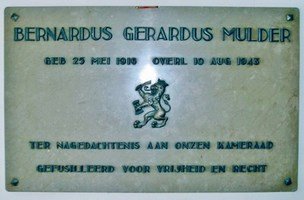 BERNARDUS GERARDUS MULDER
GEB 25 MEI 1916 OVERL 10 AUG 1943
TER NAGEDACHTENIS AAN ONZEN KAMERAAD
GEFUSILLEERD VOOR VRIJHEID EN RECHT